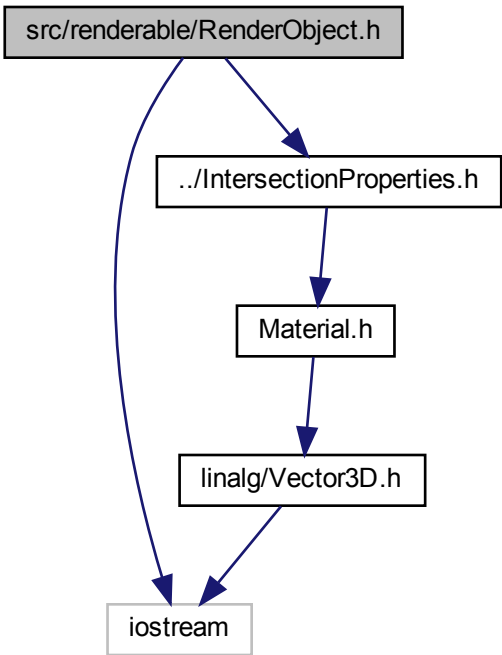 src/renderable/RenderObject.h
../IntersectionProperties.h
Material.h
linalg/Vector3D.h
iostream